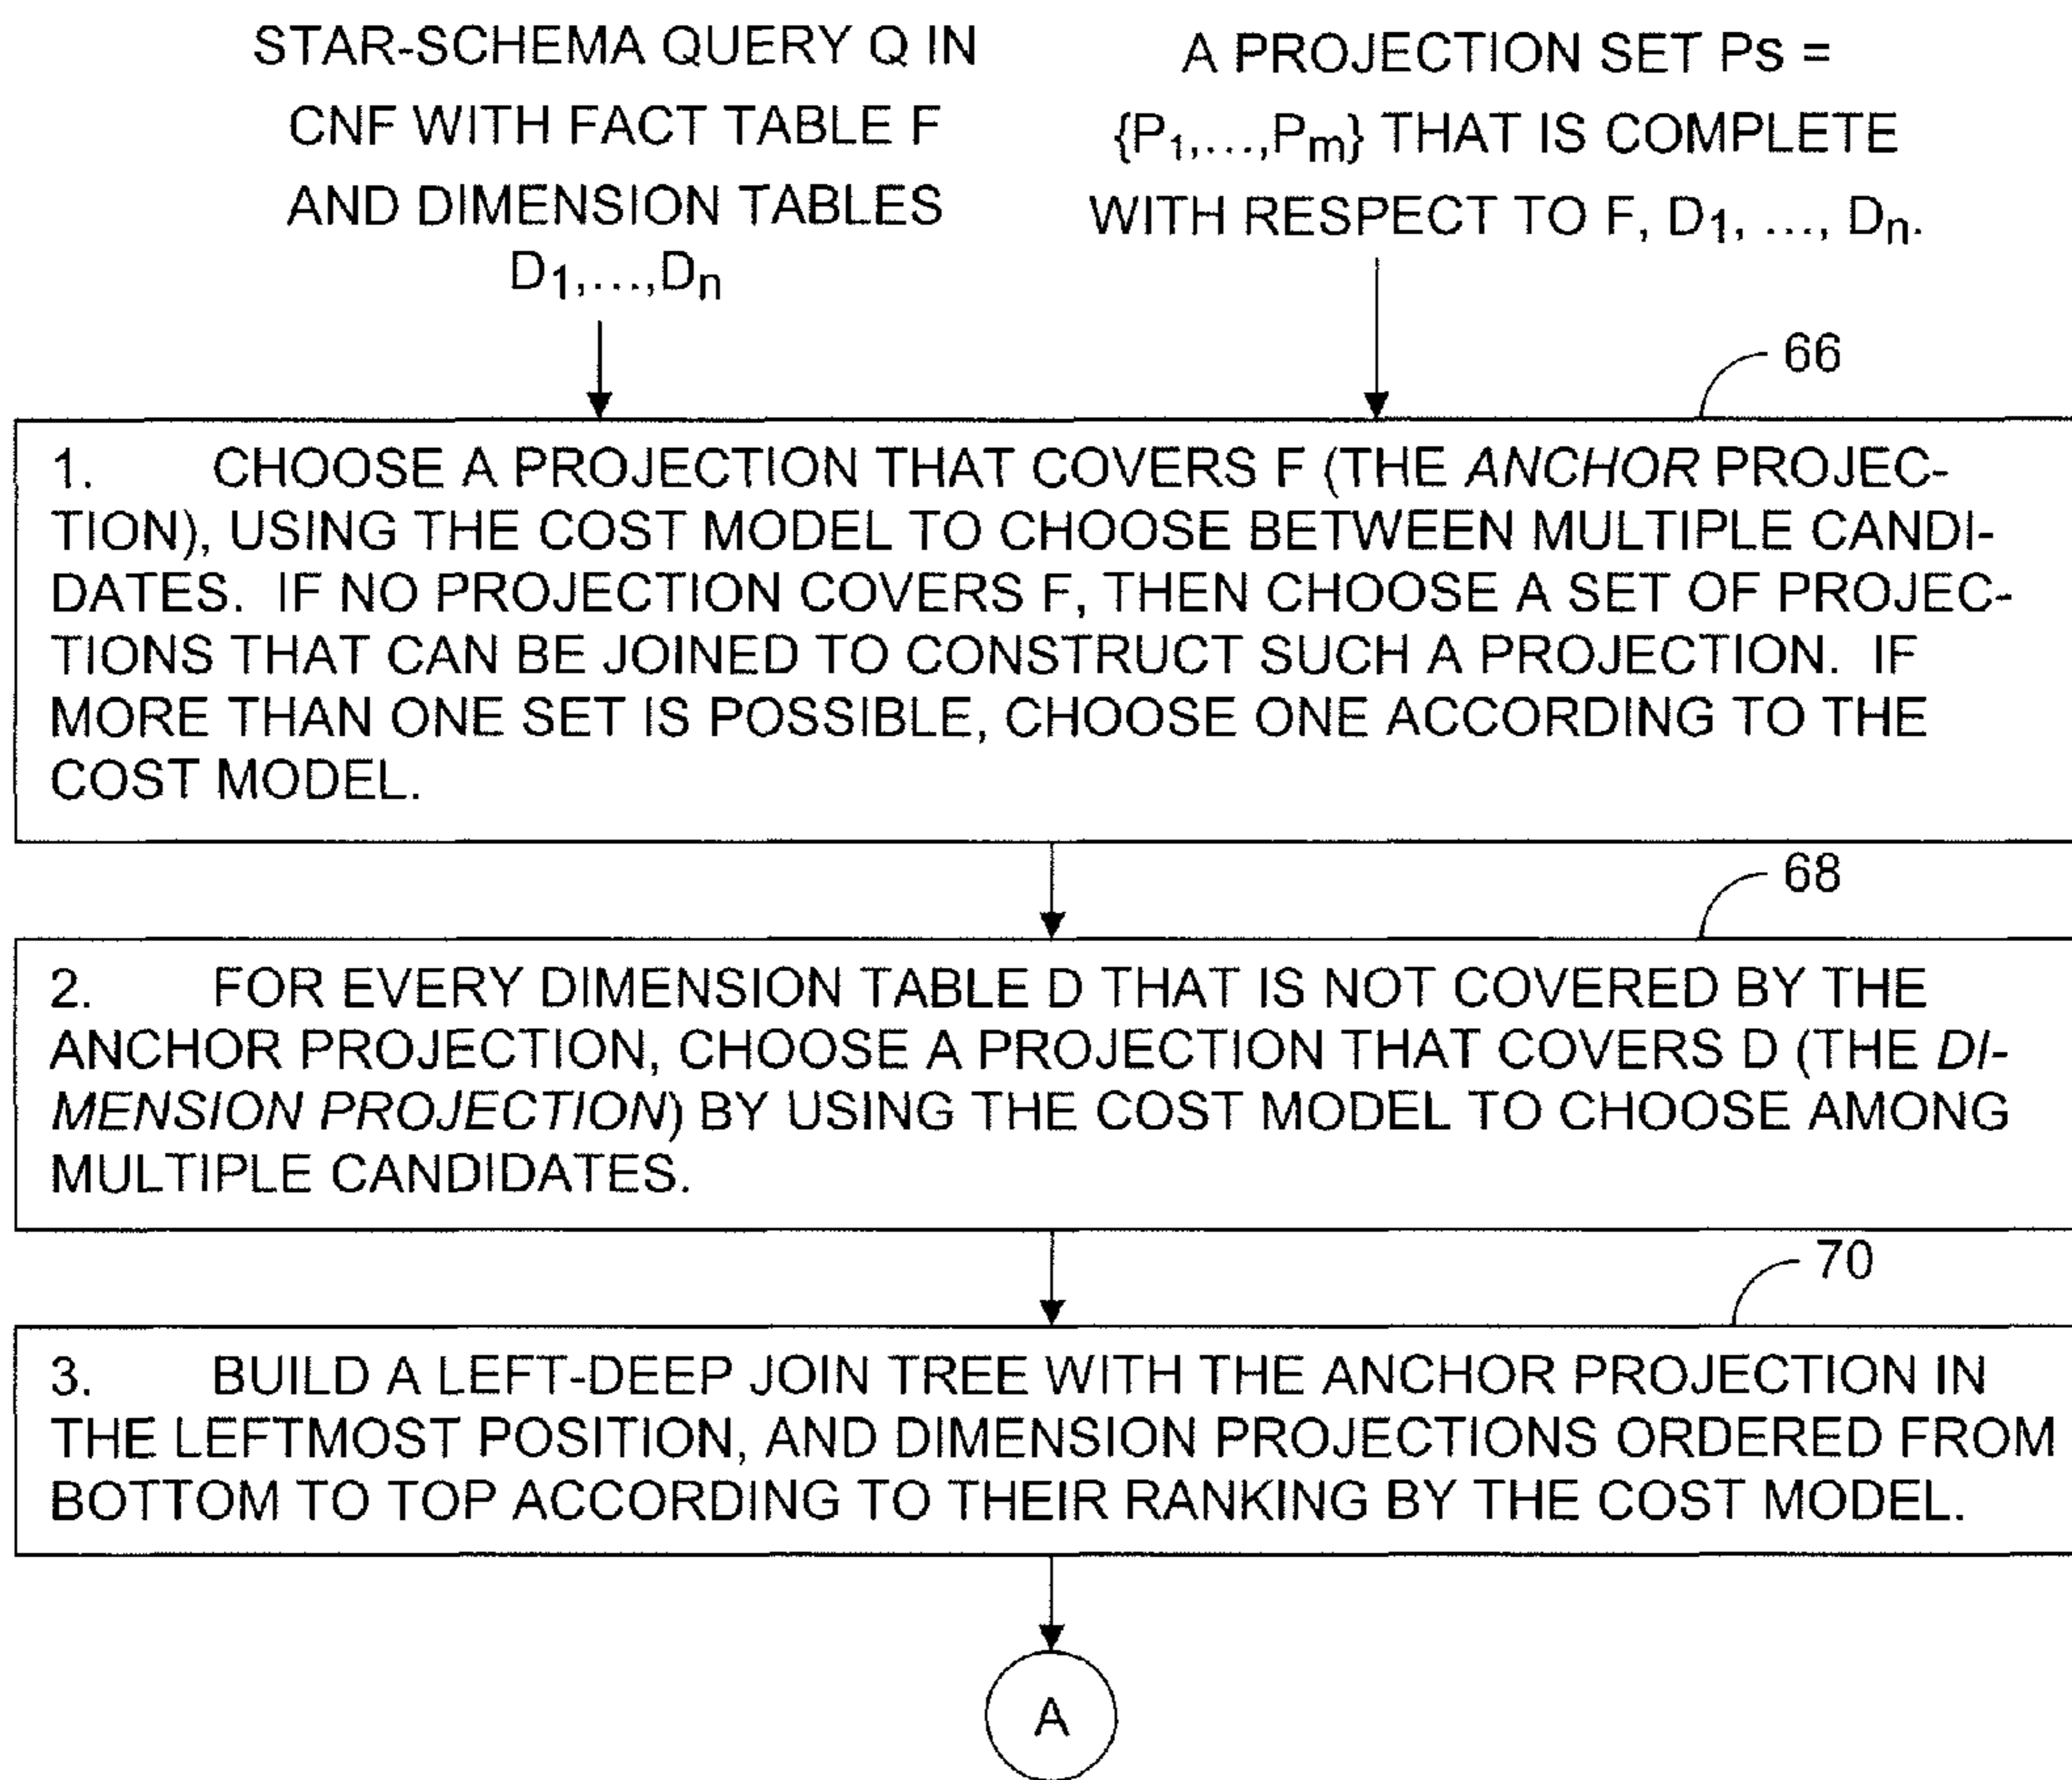 STAR-SCHEMA QUERY Q IN
CNF WITH FACT TABLE F
AND DIMENSION TABLES
D1,...,Dn
A PROJECTION SET Ps =
{P1,...,Pm} THAT IS COMPLETE
WITH RESPECT TO F, D1, ..., Dn.
66
1. CHOOSE A PROJECTION THAT COVERS F (THE ANCHOR PROJEC-
TION), USING THE COST MODEL TO CHOOSE BETWEEN MULTIPLE CANDI-
DATES. IF NO PROJECTION COVERS F, THEN CHOOSE A SET OF PROJEC-
TIONS THAT CAN BE JOINED TO CONSTRUCT SUCH A PROJECTION. IF
MORE THAN ONE SET IS POSSIBLE, CHOOSE ONE ACCORDING TO THE
COST MODEL.
68
2. FOR EVERY DIMENSION TABLE D THAT IS NOT COVERED BY THE
ANCHOR PROJECTION, CHOOSE A PROJECTION THAT COVERS D (THE DI-
MENSION PROJECTION) BY USING THE COST MODEL TO CHOOSE AMONG
MULTIPLE CANDIDATES.
70
3. BUILD A LEFT-DEEP JOIN TREE WITH THE ANCHOR PROJECTION IN
THE LEFTMOST POSITION, AND DIMENSION PROJECTIONS ORDERED FROM
BOTTOM TO TOP ACCORDING TO THEIR RANKING BY THE COST MODEL.
A